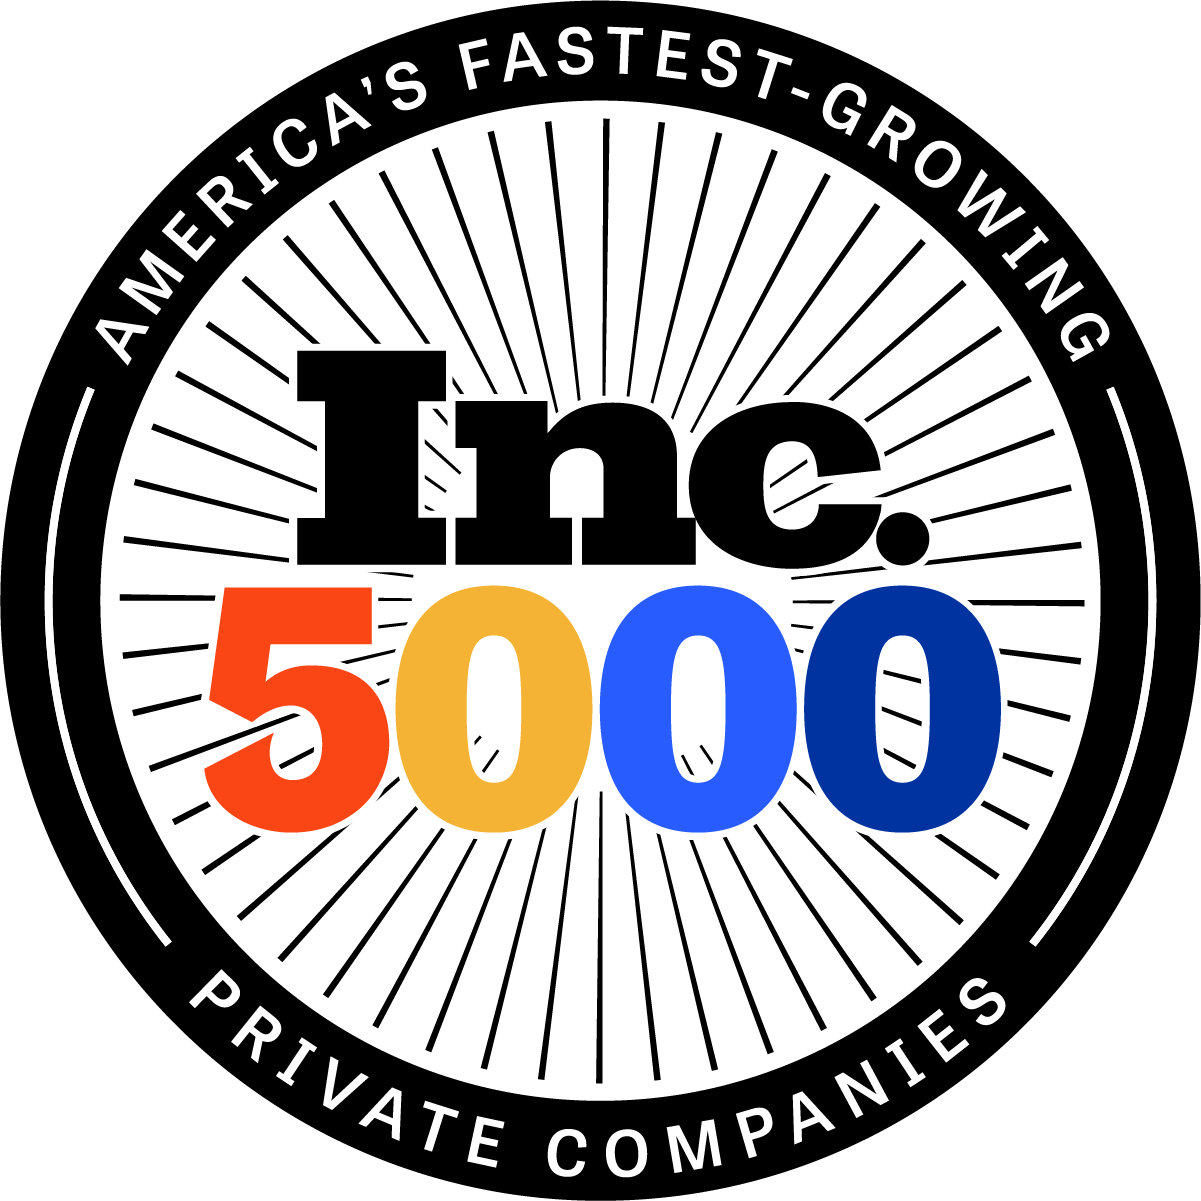 AMERICA'S FASTEST-GROWING
Inc.
5000
PRIVATE COMPANIES